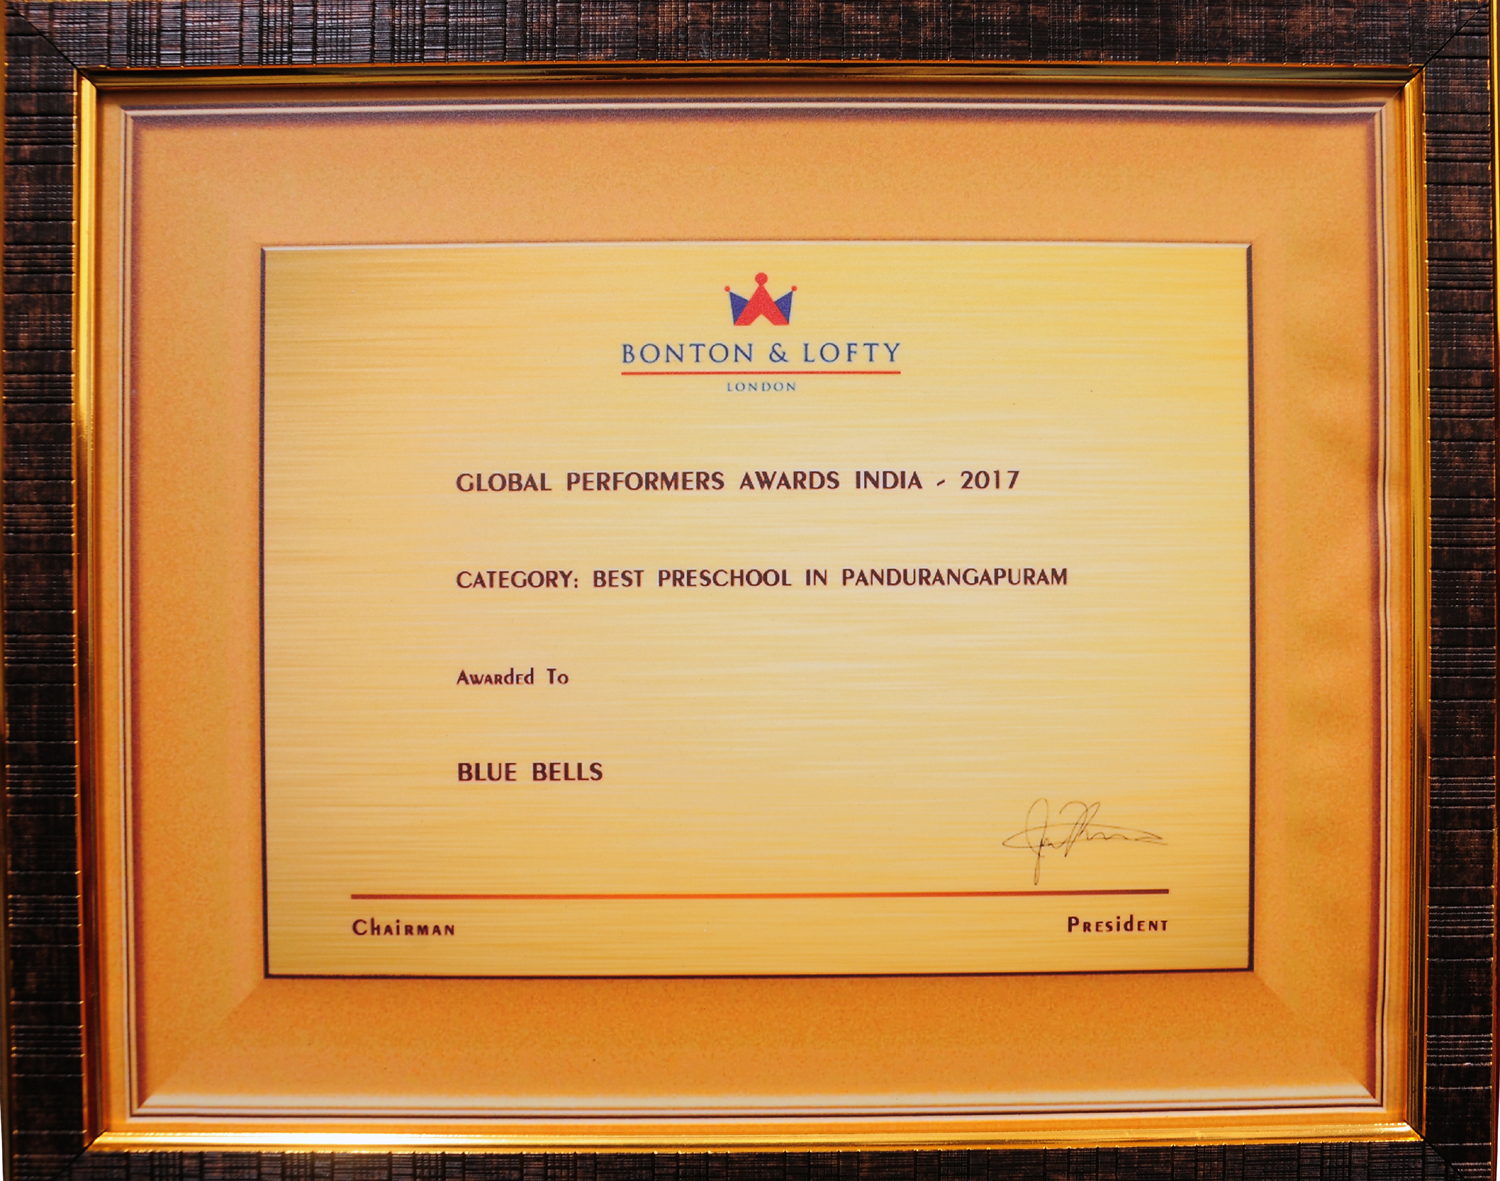 BONTON & LOFTY
LONDON
GLOBAL PERFORMERS AWARDS INDIA - 2017
CATEGORY: BEST PRESCHOOL IN PANDURANGAPURAM
Awarded To
BLUE BELLS
Chairman
President